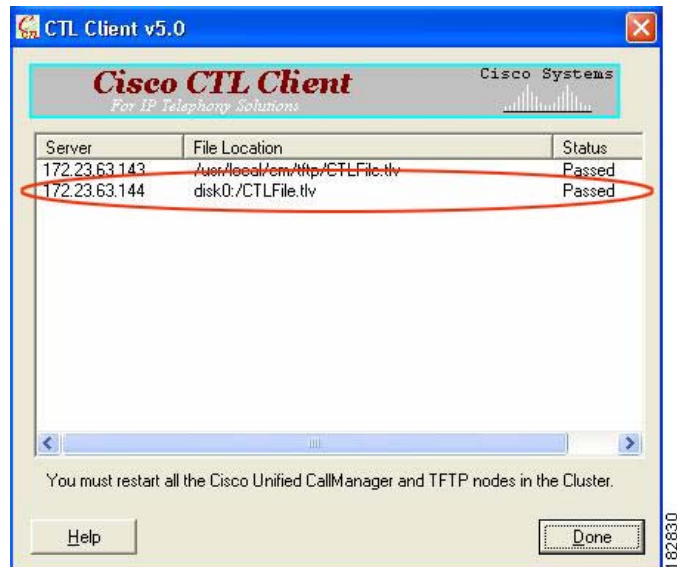 CTL Client v5.0
Cisco CTL Client
For IP Telephony Solutions
Cisco Systems
Server File Location Status
172.23.63.143 /usr/local/cm/tftp/CTLFile.tlv Passed
172.23.63.144 disk0:/CTLFile.tlv Passed
You must restart all the Cisco Unified CallManager and TFTP nodes in the Cluster.
Help Done
182830